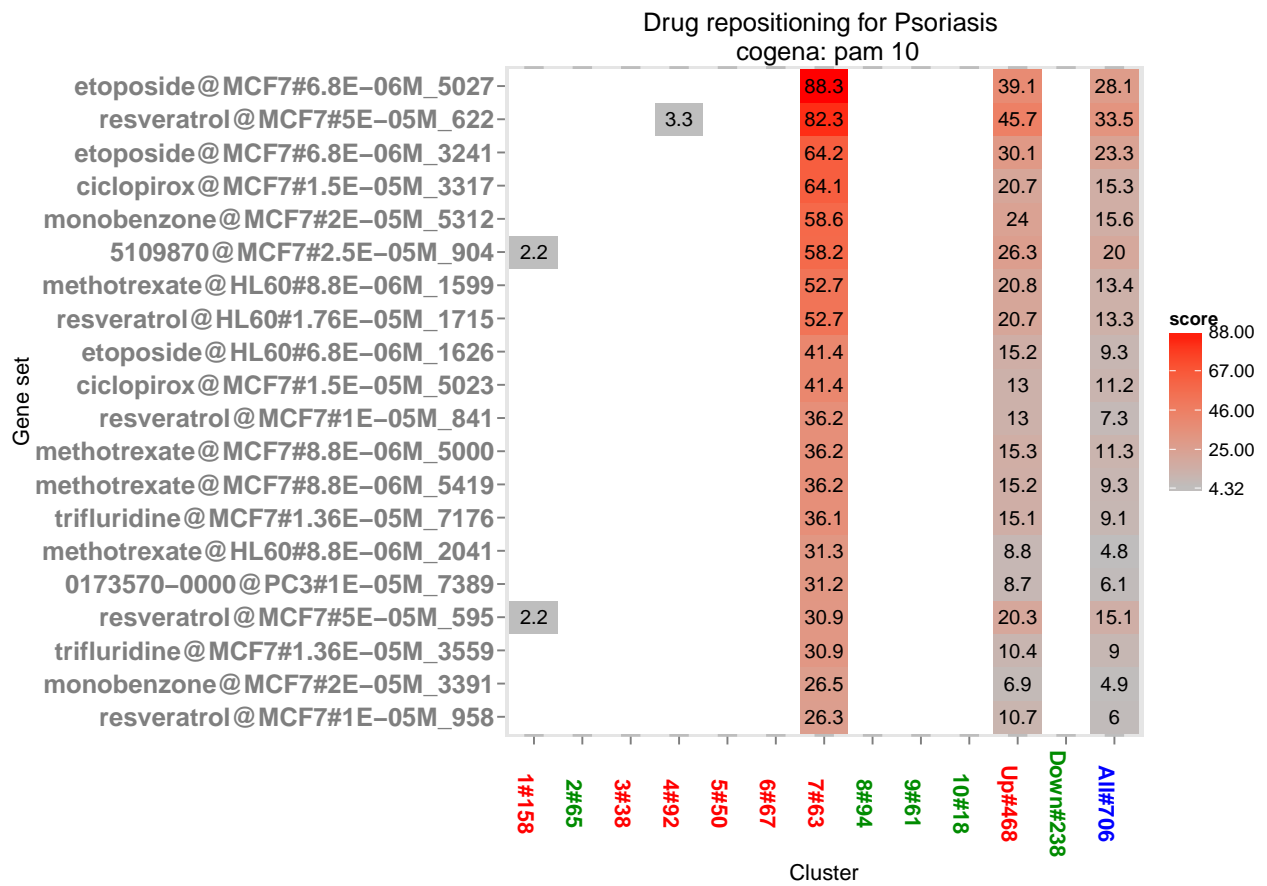 Drug repositioning for Psoriasis
cogena: pam 10
Gene set
etoposide@MCF7#6.8E−06M_5027 88.3 39.1 28.1
resveratrol@MCF7#5E−05M_622 3.3 82.3 45.7 33.5
etoposide@MCF7#6.8E−06M_3241 64.2 30.1 23.3
ciclopirox@MCF7#1.5E−05M_3317 64.1 20.7 15.3
monobenzone@MCF7#2E−05M_5312 58.6 24 15.6
5109870@MCF7#2.5E−05M_904 2.2 58.2 26.3 20
methotrexate@HL60#8.8E−06M_1599 52.7 20.8 13.4
resveratrol@HL60#1.76E−05M_1715 52.7 20.7 13.3
etoposide@HL60#6.8E−06M_1626 41.4 15.2 9.3
ciclopirox@MCF7#1.5E−05M_5023 41.4 13 11.2
resveratrol@MCF7#1E−05M_841 36.2 13 7.3
methotrexate@MCF7#8.8E−06M_5000 36.2 15.3 11.3
methotrexate@MCF7#8.8E−06M_5419 36.2 15.2 9.3
trifluridine@MCF7#1.36E−05M_7176 36.1 15.1 9.1
methotrexate@HL60#8.8E−06M_2041 31.3 8.8 4.8
0173570−0000@PC3#1E−05M_7389 31.2 8.7 6.1
resveratrol@MCF7#5E−05M_595 2.2 30.9 20.3 15.1
trifluridine@MCF7#1.36E−05M_3559 30.9 10.4 9
monobenzone@MCF7#2E−05M_3391 26.5 6.9 4.9
resveratrol@MCF7#1E−05M_958 26.3 10.7 6
1#158
2#65
3#38
4#92
5#50
6#67
7#63
8#94
9#61
10#18
Up#468
Down#238
All#706
Cluster
score
88.00
67.00
46.00
25.00
4.32